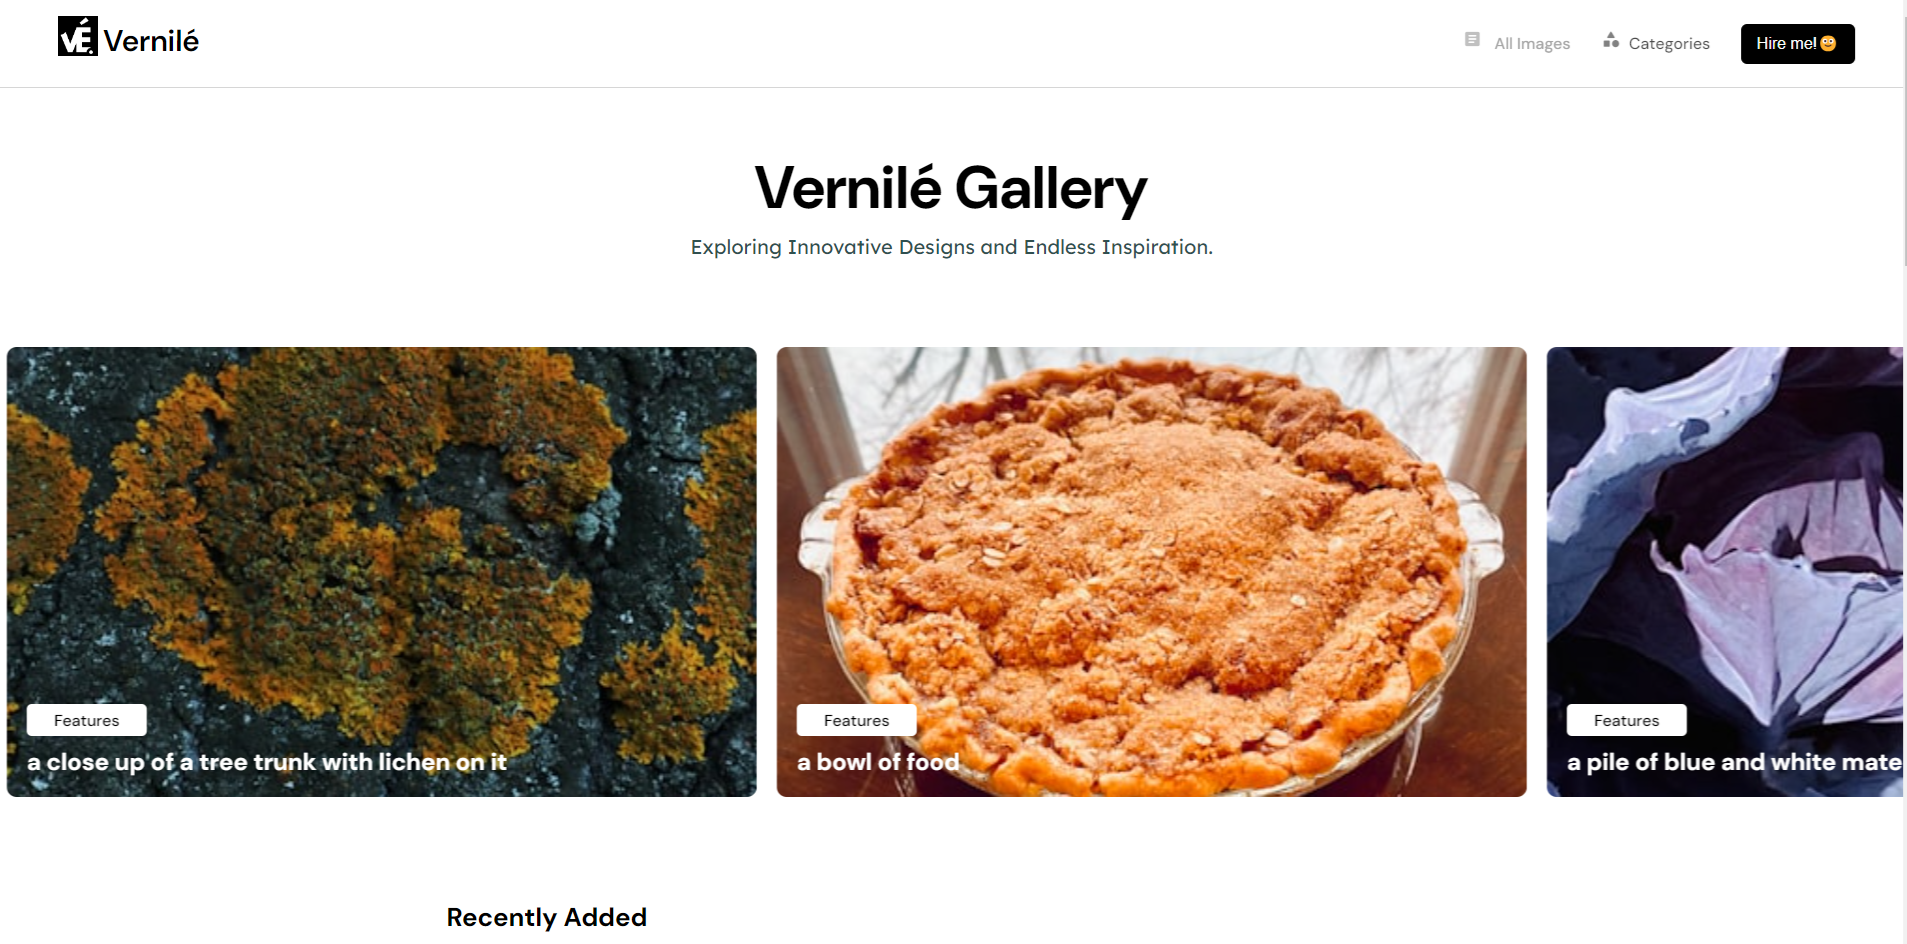 VÉ. Vernilé
All Images
Categories
Hire me!🙂
Vernilé Gallery
Exploring Innovative Designs and Endless Inspiration.
Features
a close up of a tree trunk with lichen on it
Features
a bowl of food
Features
a pile of blue and white mate
Recently Added